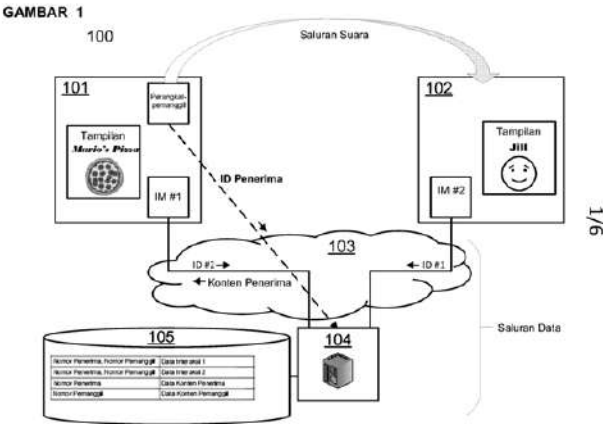 GAMBAR 1
100
Saluran Suara
101
Perangkat-
pemanggil
102
Tampilan
Mario's Pizza
Tampilan
Jill
IM #1
ID Penerima
IM #2
1/6
103
ID #2
ID #1
Konten Penerima
Saluran Data
105
104
Nomor Penerima, Nomor Pemanggil Data Interaksi 1
Nomor Penerima, Nomor Pemanggil Data Interaksi 2
Nomor Penerima Data Konten Penerima
Nomor Pemanggil Data Konten Pemanggil